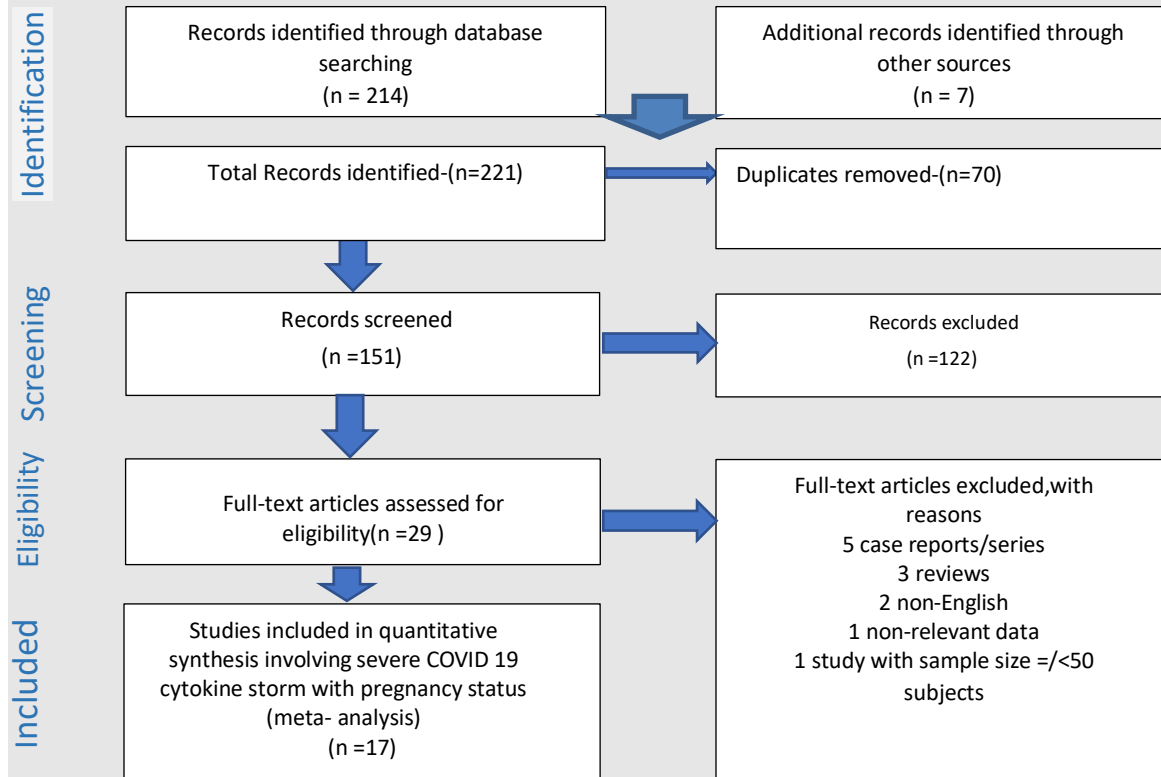 Identification
Records identified through database
searching
(n = 214)
Additional records identified through
other sources
(n = 7)
Total Records identified-(n=221)
Duplicates removed-(n=70)
Screening
Records screened
(n =151)
Records excluded
(n =122)
Eligibility
Full-text articles assessed for
eligibility(n =29 )
Full-text articles excluded,with
reasons
5 case reports/series
3 reviews
2 non-English
1 non-relevant data
1 study with sample size =/<50
subjects
Included
Studies included in quantitative
synthesis involving severe COVID 19
cytokine storm with pregnancy status
(meta- analysis)
(n =17)